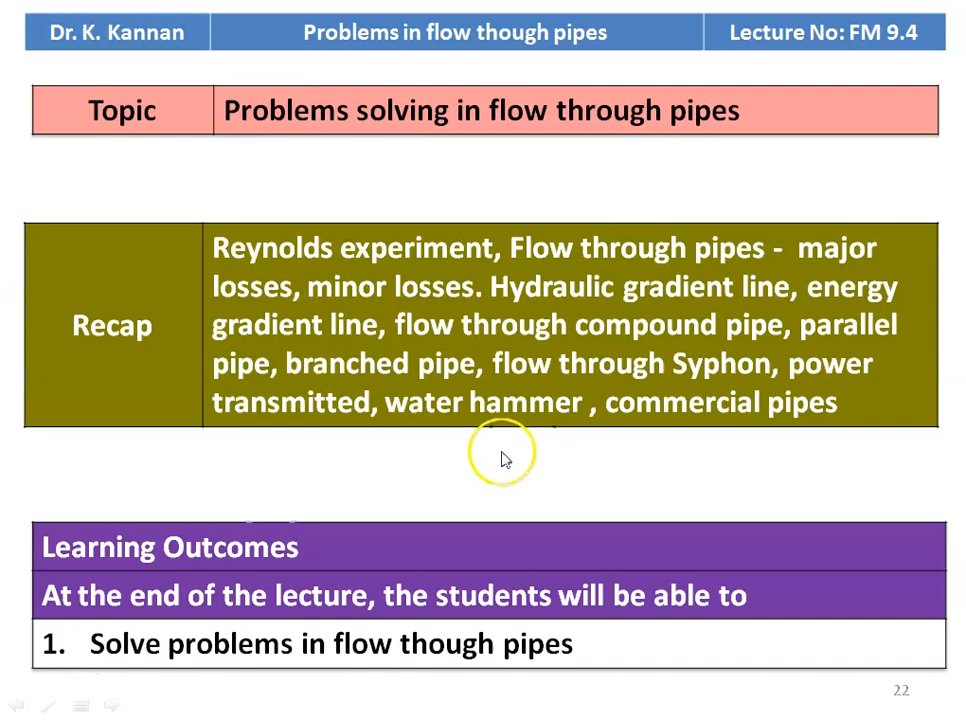 Dr. K. Kannan Problems in flow though pipes Lecture No: FM 9.4
Topic Problems solving in flow through pipes
Recap
Reynolds experiment, Flow through pipes - major
losses, minor losses. Hydraulic gradient line, energy
gradient line, flow through compound pipe, parallel
pipe, branched pipe, flow through Syphon, power
transmitted, water hammer , commercial pipes
Learning Outcomes
At the end of the lecture, the students will be able to
1. Solve problems in flow though pipes
22